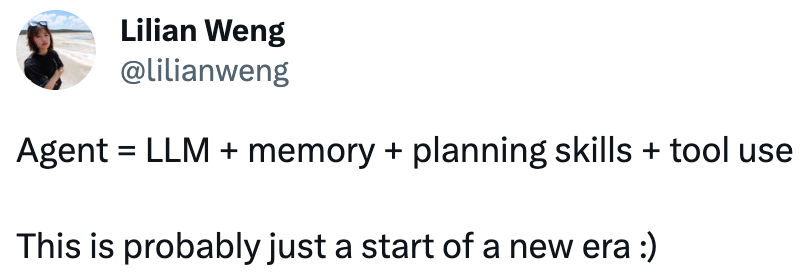 Lilian Weng
@lilianweng
Agent = LLM + memory + planning skills + tool use
This is probably just a start of a new era :)